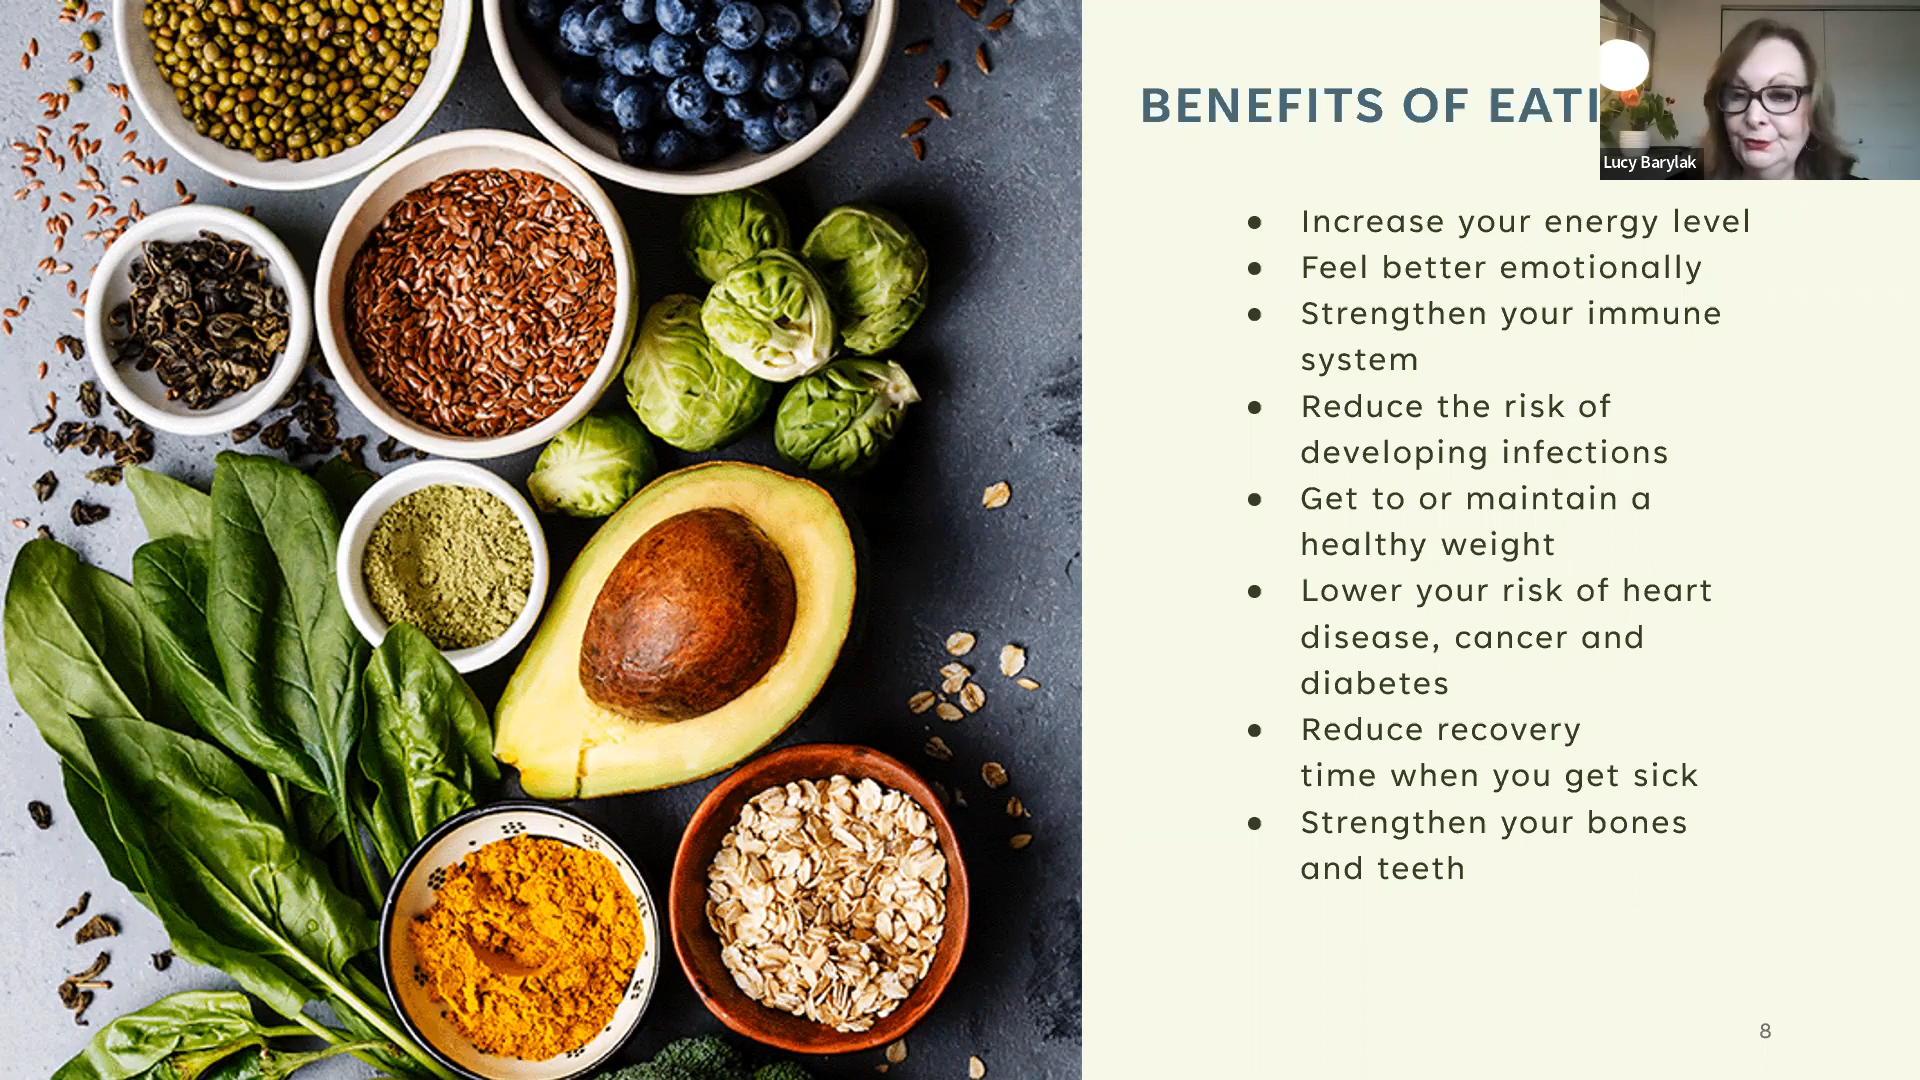 BENEFITS OF EATI
Lucy Barylak
● Increase your energy level
● Feel better emotionally
● Strengthen your immune
system
● Reduce the risk of
developing infections
● Get to or maintain a
healthy weight
● Lower your risk of heart
disease, cancer and
diabetes
● Reduce recovery
time when you get sick
● Strengthen your bones
and teeth
8